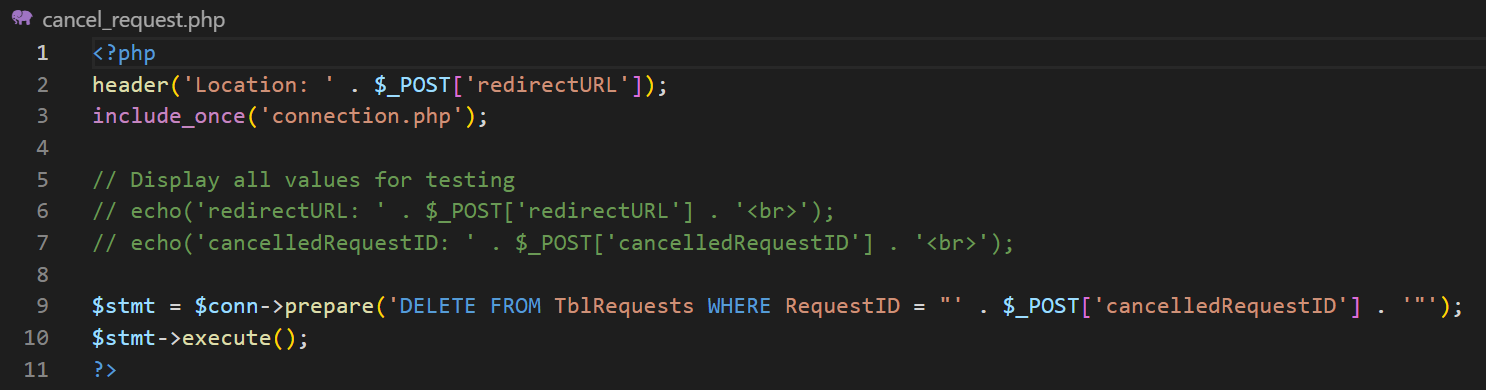 cancel_request.php
1 <?php
2 header('Location: ' . $_POST['redirectURL']);
3 include_once('connection.php');
4
5 // Display all values for testing
6 // echo('redirectURL: ' . $_POST['redirectURL'] . '<br>');
7 // echo('cancelledRequestID: ' . $_POST['cancelledRequestID'] . '<br>');
8
9 $stmt = $conn->prepare('DELETE FROM TblRequests WHERE RequestID = "' . $_POST['cancelledRequestID'] . '"');
10 $stmt->execute();
11 ?>